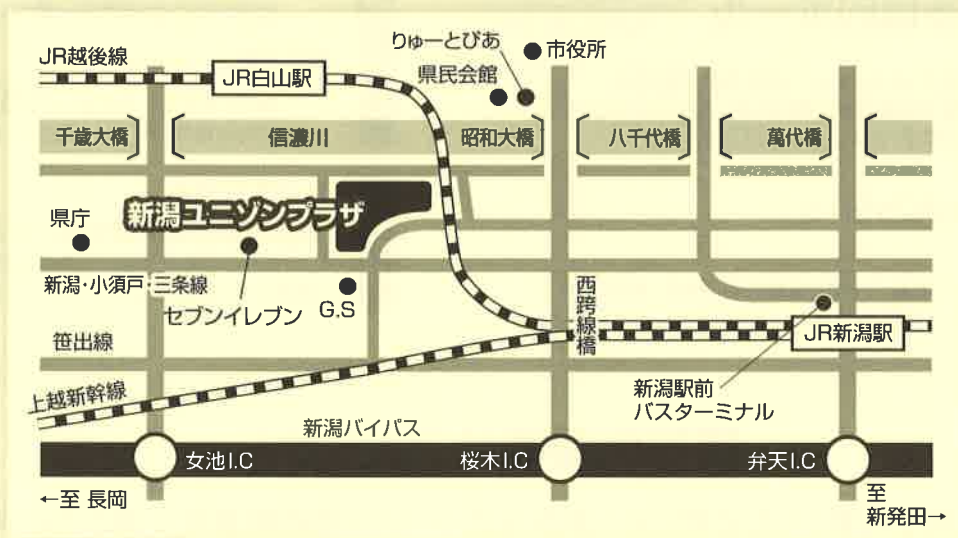 JR越後線
JR白山駅
りゅーとぴあ
市役所
県民会館
千歳大橋
信濃川
昭和大橋
八千代橋
萬代橋
新潟ユニゾンプラザ
県庁
新潟・小須戸・三条線
セブンイレブン
G.S
西跨線橋
笹出線
JR新潟駅
上越新幹線
新潟駅前
バスターミナル
新潟バイパス
女池I.C
桜木I.C
弁天I.C
←至 長岡
至
新発田→